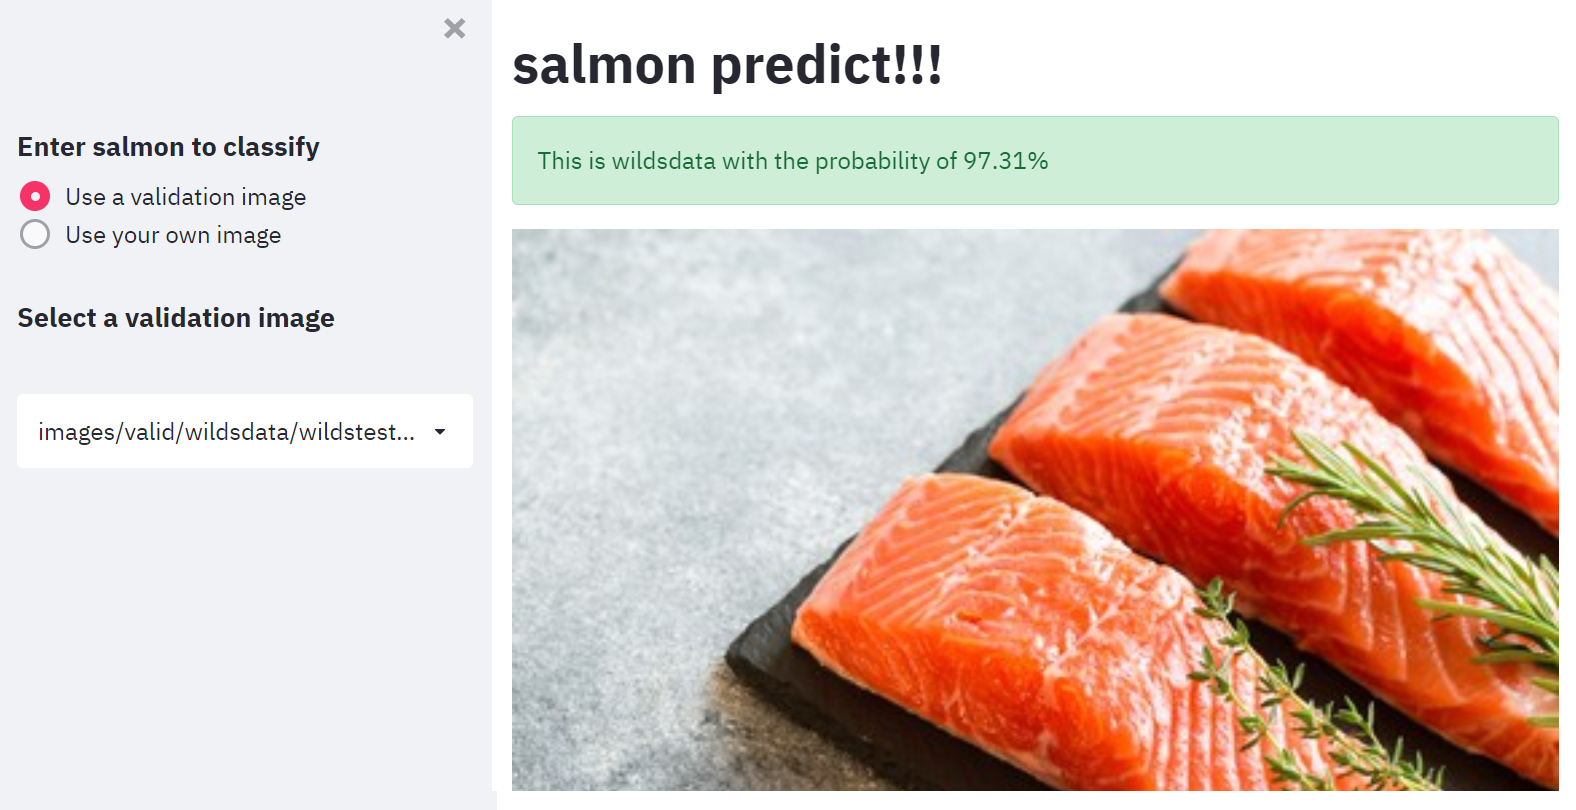 Enter salmon to classify
Use a validation image
Use your own image
Select a validation image
images/valid/wildsdata/wildstest...
salmon predict!!!
This is wildsdata with the probability of 97.31%